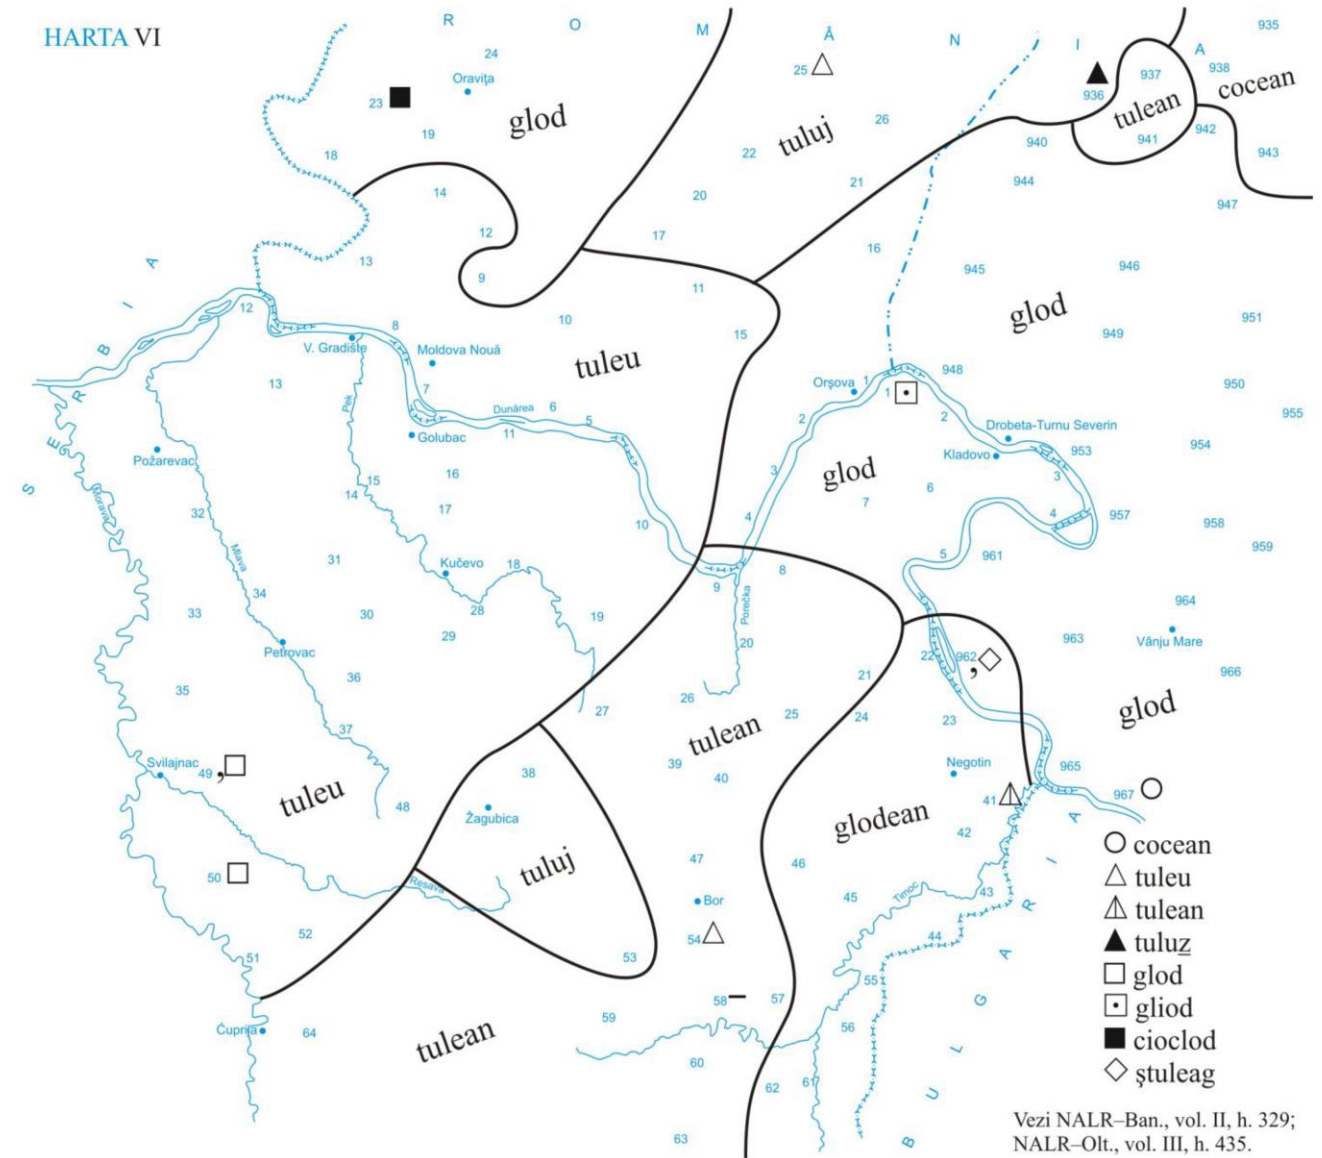 HARTA VI
R O M Â N I A
24
935
Oraviţa
25
937
938
cocean
23
936
glod
tulean
19
tuluj
26
942
940
941
18
22
943
14
21
944
20
947
12
17
16
13
945
946
9
11
12
10
glod
8
15
951
949
V. Gradište
Moldova Nouă
tuleu
13
7
Orşova
1
1
948
950
Pek
Dunărea
6
5
2
2
955
11
Golubac
Drobeta-Turnu Severin
Požarevac
Kladovo
953
954
S E R B I A
16
15
14
3
glod
6
3
Morava
32
17
7
4
10
4
957
958
Mlava
31
5
961
959
Kučevo
18
8
9
34
28
Porečka
33
30
19
964
29
20
963
Vânju Mare
Petrovac
22
962
,
36
21
966
35
26
27
25
24
23
37
tulean
glod
Svilajnac
49
,
38
39
40
Negotin
965
tuleu
48
Žagubica
41
967
glodean
42
47
46
tuluj
50
Resava
Bor
45
Timoc
43
52
54
44
51
53
55
58
57
Ćuprija
64
59
56
tulean
60
62
61
63
B U L G A R I A
cocean
tuleu
tulean
tuluz
glod
gliod
cioclod
ştuleag
Vezi NALR–Ban., vol. II, h. 329;
NALR–Olt., vol. III, h. 435.